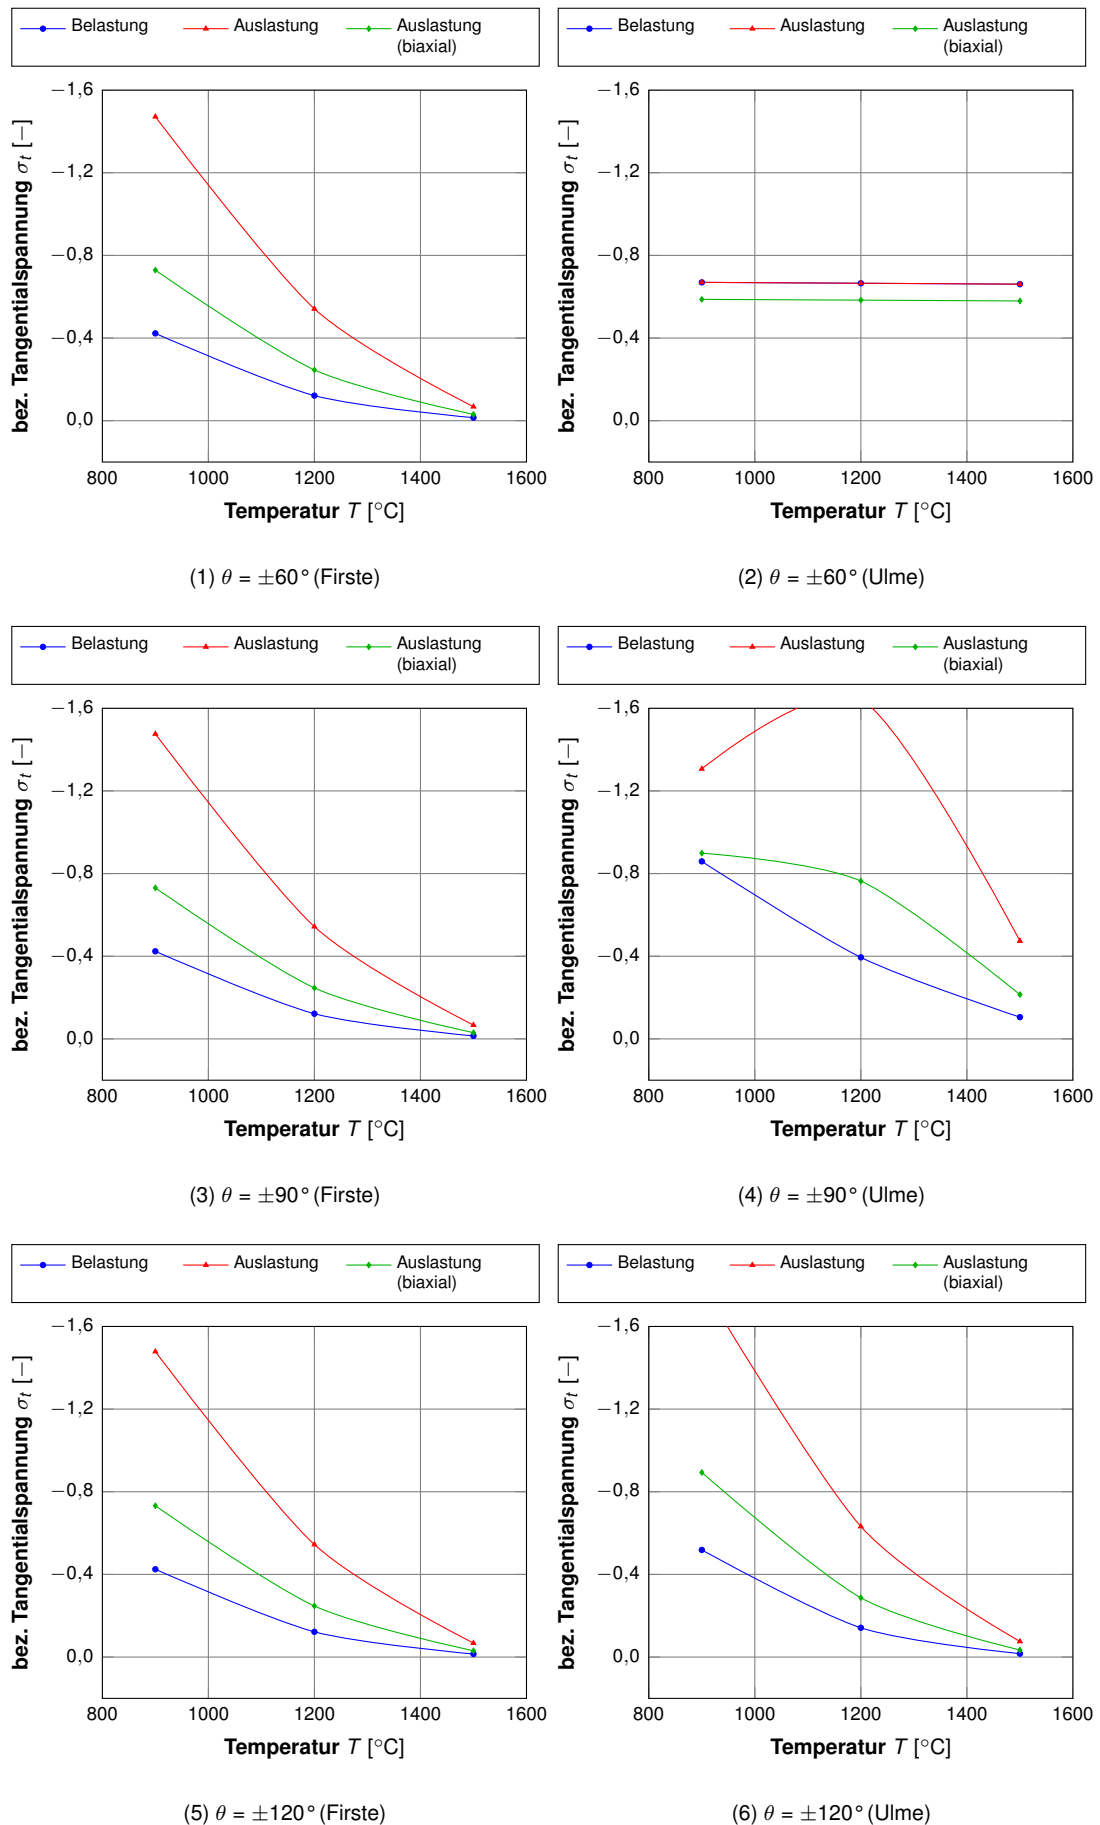 Belastung Auslastung Auslastung
(biaxial)
−1,6
−1,2
−0,8
−0,4
0,0
800 1000 1200 1400 1600
bez. Tangentialspannung σt [−]
Temperatur T [°C]
(1) θ = ±60° (Firste)
Belastung Auslastung Auslastung
(biaxial)
−1,6
−1,2
−0,8
−0,4
0,0
800 1000 1200 1400 1600
bez. Tangentialspannung σt [−]
Temperatur T [°C]
(2) θ = ±60° (Ulme)
Belastung Auslastung Auslastung
(biaxial)
−1,6
−1,2
−0,8
−0,4
0,0
800 1000 1200 1400 1600
bez. Tangentialspannung σt [−]
Temperatur T [°C]
(3) θ = ±90° (Firste)
Belastung Auslastung Auslastung
(biaxial)
−1,6
−1,2
−0,8
−0,4
0,0
800 1000 1200 1400 1600
bez. Tangentialspannung σt [−]
Temperatur T [°C]
(4) θ = ±90° (Ulme)
Belastung Auslastung Auslastung
(biaxial)
−1,6
−1,2
−0,8
−0,4
0,0
800 1000 1200 1400 1600
bez. Tangentialspannung σt [−]
Temperatur T [°C]
(5) θ = ±120° (Firste)
Belastung Auslastung Auslastung
(biaxial)
−1,6
−1,2
−0,8
−0,4
0,0
800 1000 1200 1400 1600
bez. Tangentialspannung σt [−]
Temperatur T [°C]
(6) θ = ±120° (Ulme)